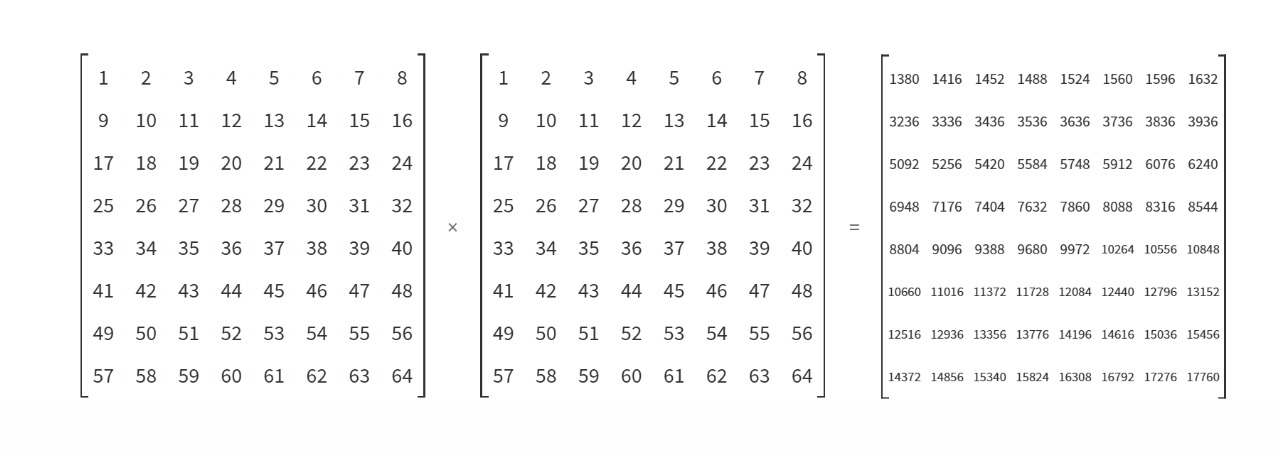 1 2 3 4 5 6 7 8 1 2 3 4 5 6 7 8 1380 1416 1452 1488 1524 1560 1596 1632
9 10 11 12 13 14 15 16 9 10 11 12 13 14 15 16 3236 3336 3436 3536 3636 3736 3836 3936
17 18 19 20 21 22 23 24 17 18 19 20 21 22 23 24 5092 5256 5420 5584 5748 5912 6076 6240
25 26 27 28 29 30 31 32 25 26 27 28 29 30 31 32 6948 7176 7404 7632 7860 8088 8316 8544
× =
33 34 35 36 37 38 39 40 33 34 35 36 37 38 39 40 8804 9096 9388 9680 9972 10264 10556 10848
41 42 43 44 45 46 47 48 41 42 43 44 45 46 47 48 10660 11016 11372 11728 12084 12440 12796 13152
49 50 51 52 53 54 55 56 49 50 51 52 53 54 55 56 12516 12936 13356 13776 14196 14616 15036 15456
57 58 59 60 61 62 63 64 57 58 59 60 61 62 63 64 14372 14856 15340 15824 16308 16792 17276 17760